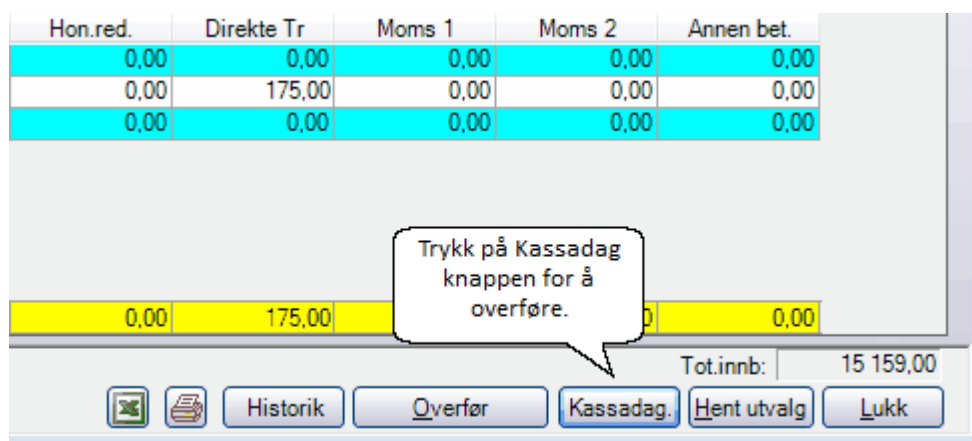 Hon.red. Direkte Tr Moms 1 Moms 2 Annen bet.
0,00 0,00 0,00 0,00 0,00
0,00 175,00 0,00 0,00 0,00
0,00 0,00 0,00 0,00 0,00
Trykk på Kassadag
knappen for å
overføre.
0,00 175,00 0,00
Tot.innb: 15 159,00
Historik Overfør Kassadag. Hent utvalg Lukk